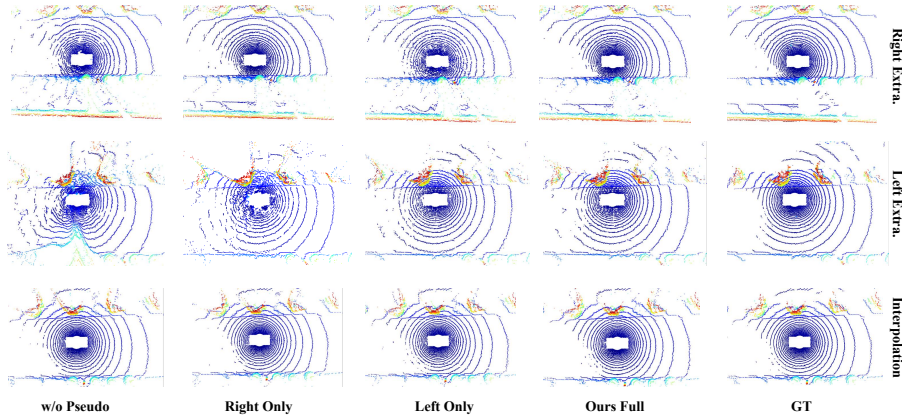 Right Extra.
Left Extra.
Interpolation
w/o Pseudo
Right Only
Left Only
Ours Full
GT